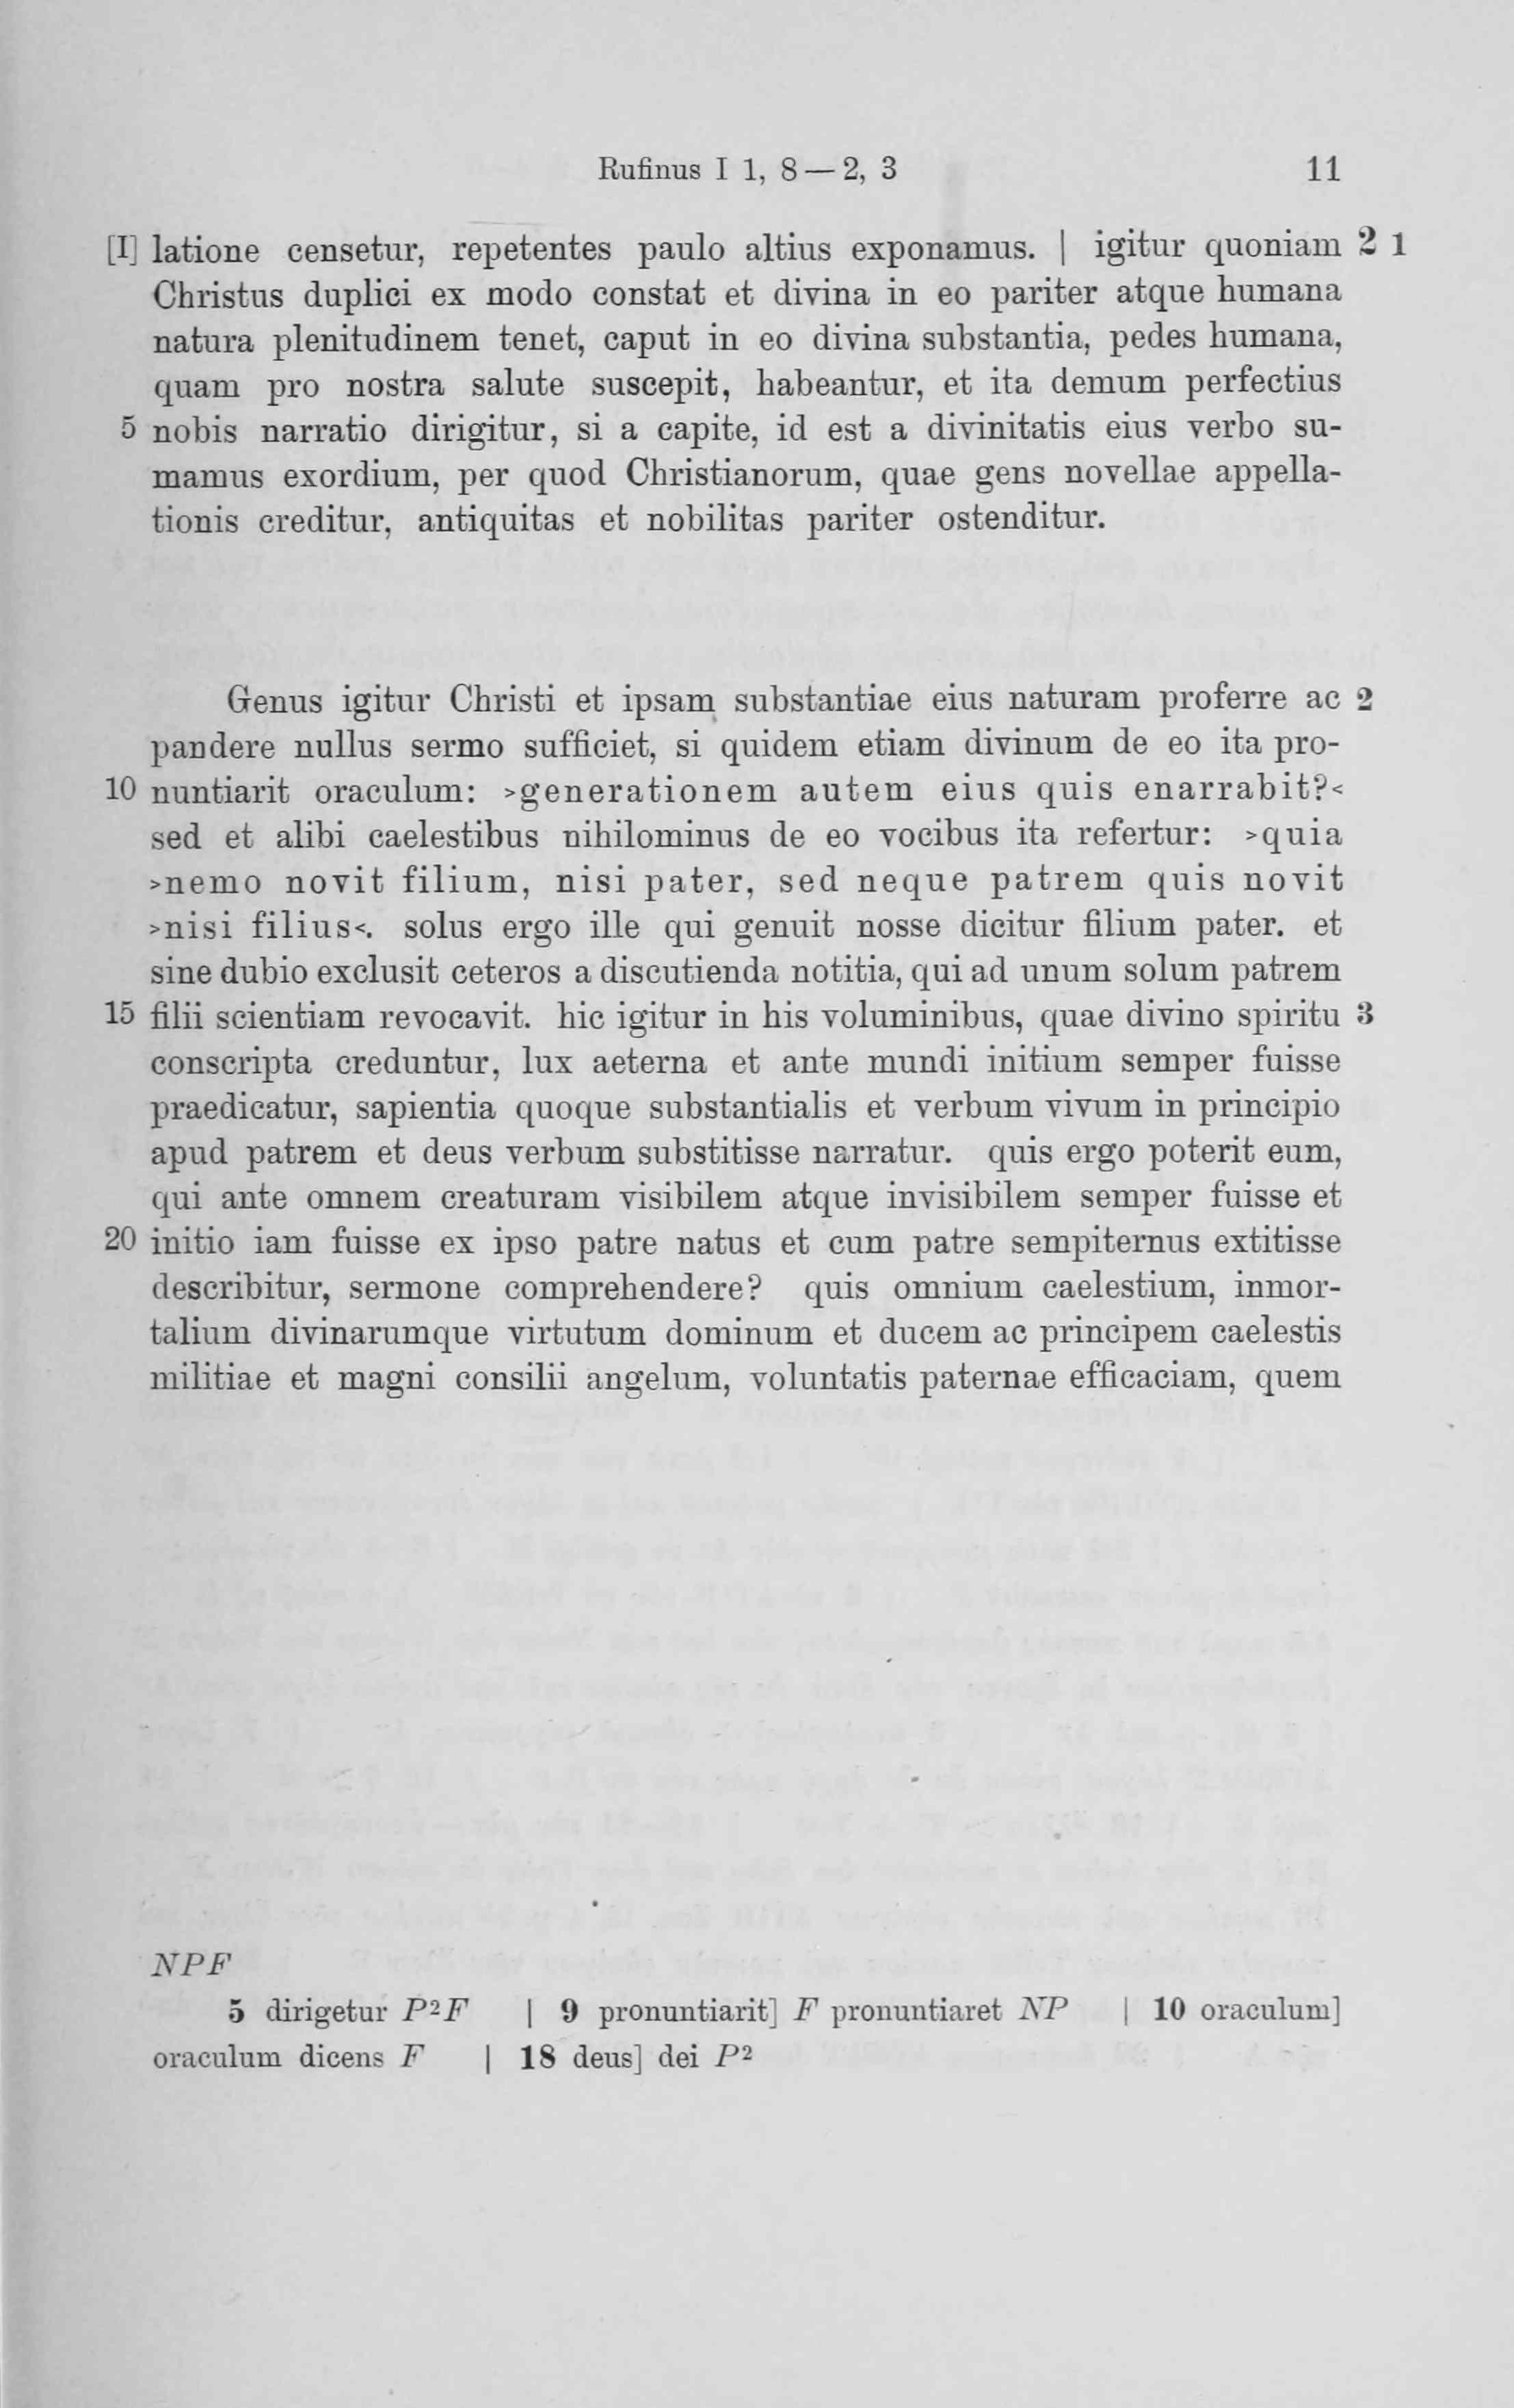 Rufinus I 1, 8 — 2, 3 11
[I] latione censetur, repetentes paulo altius exponamus. | igitur quoniam 2 1
Christus duplici ex modo constat et divina in eo pariter atque humana
natura plenitudinem tenet, caput in eo divina substantia, pedes humana,
quam pro nostra salute suscepit, habeantur, et ita demum perfectius
5 nobis narratio dirigitur, si a capite, id est a divinitatis eius verbo su-
mamus exordium, per quod Christianorum, quae gens novellae appella-
tionis creditur, antiquitas et nobilitas pariter ostenditur.
Genus igitur Christi et ipsam substantiae eius naturam proferre ac 2
pandere nullus sermo sufficiet, si quidem etiam divinum de eo ita pro-
10 nuntiarit oraculum: >generationem autem eius quis enarrabit?<
sed et alibi caelestibus nihilominus de eo vocibus ita refertur: >quia
>nemo novit filium, nisi pater, sed neque patrem quis novit
>nisi filius<. solus ergo ille qui genuit nosse dicitur filium pater. et
sine dubio exclusit ceteros a discutienda notitia, qui ad unum solum patrem
15 filii scientiam revocavit. hic igitur in his voluminibus, quae divino spiritu 3
conscripta creduntur, lux aeterna et ante mundi initium semper fuisse
praedicatur, sapientia quoque substantialis et verbum vivum in principio
apud patrem et deus verbum substitisse narratur. quis ergo poterit eum,
qui ante omnem creaturam visibilem atque invisibilem semper fuisse et
20 initio iam fuisse ex ipso patre natus et cum patre sempiternus extitisse
describitur, sermone comprehendere? quis omnium caelestium, inmor-
talium divinarumque virtutum dominum et ducem ac principem caelestis
militiae et magni consilii angelum, voluntatis paternae efficaciam, quem
NPF
5 dirigetur P² F | 9 pronuntiarit] F pronuntiaret NP | 10 oraculum]
oraculum dicens F | 18 deus] dei P²